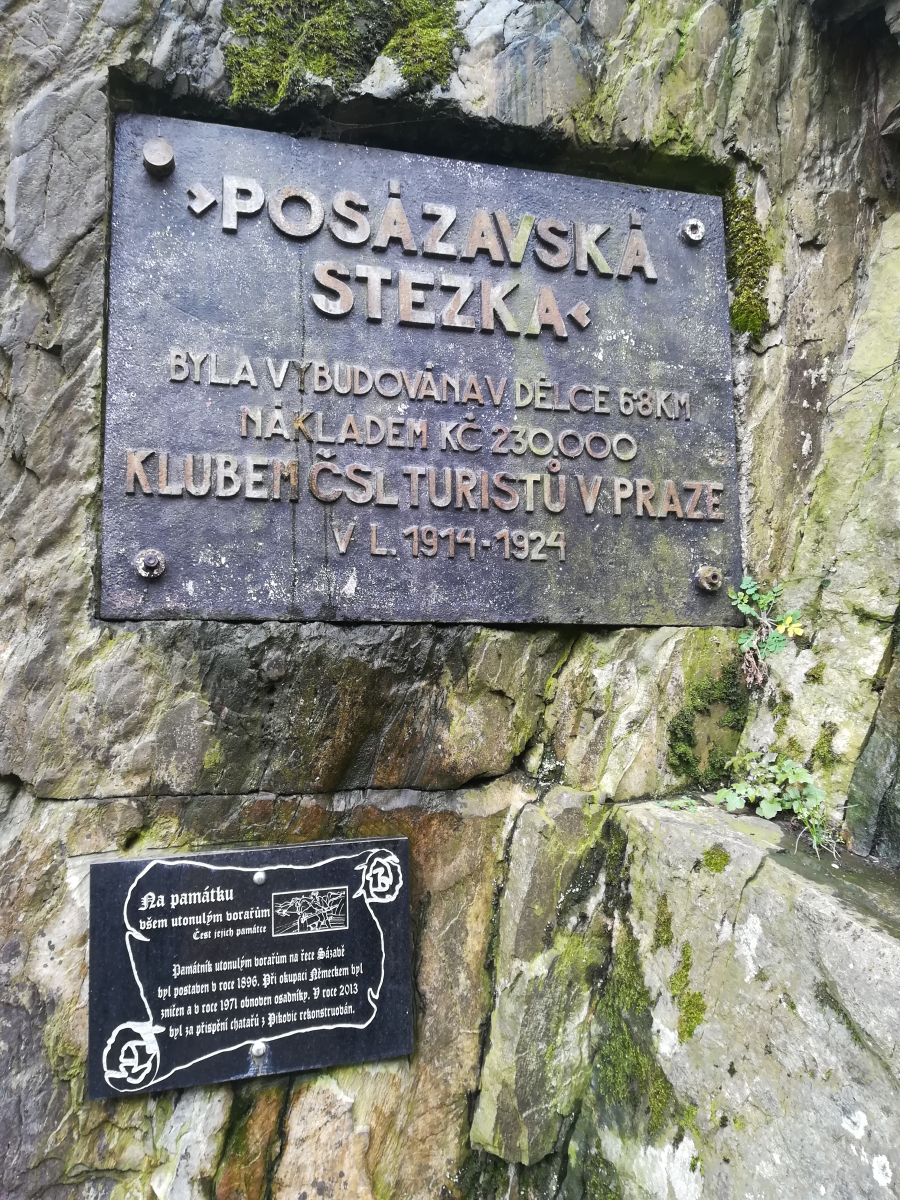 ›POSÁZAVSKÁ
STEZKA‹
BYLA VYBUDOVÁNA V DÉLCE 6·8 KM
NÁKLADEM KČ 230.000
KLUBEM ČSL TURISTŮ V PRAZE
V L. 1914 - 1924
Na památku
všem utonulým vorařům
Čest jejich památce
Památník utonulým vorařům na řece Sázavě
byl postaven v roce 1896. Při okupaci Německem byl
zničen a v roce 1971 obnoven osadníky. V roce 2013
byl za přispění chatařů z Pikovic rekonstruován.